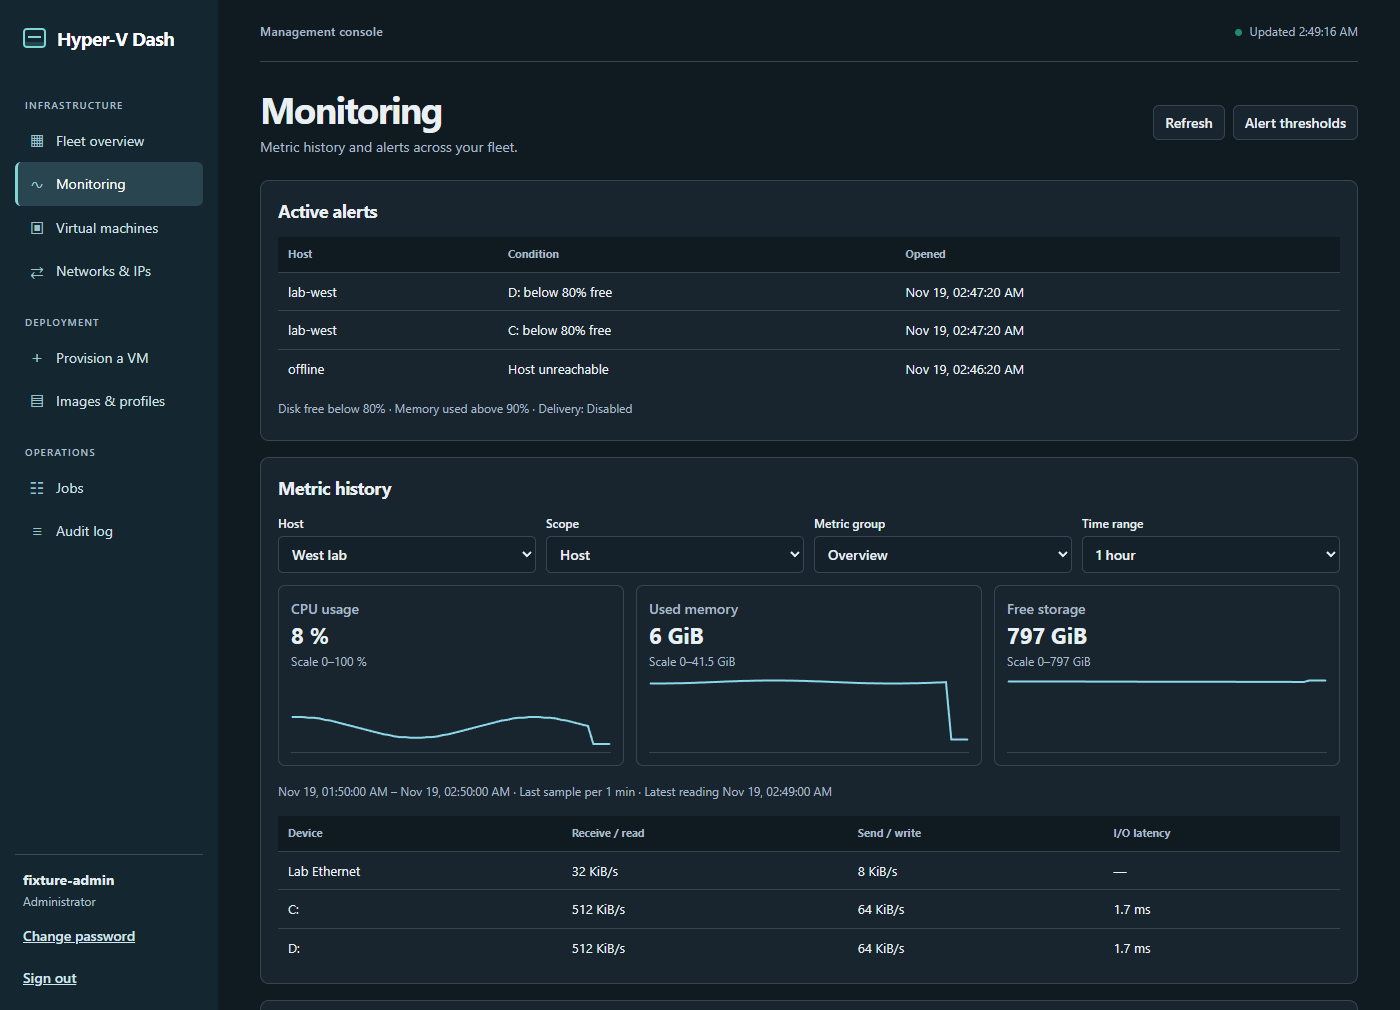 Hyper-V Dash
INFRASTRUCTURE
Fleet overview
Monitoring
Virtual machines
Networks & IPs
DEPLOYMENT
Provision a VM
Images & profiles
OPERATIONS
Jobs
Audit log
fixture-admin
Administrator
Change password
Sign out
Management console
Updated 2:49:16 AM
Monitoring
Metric history and alerts across your fleet.
Refresh
Alert thresholds
Active alerts
Host Condition Opened
lab-west D: below 80% free Nov 19, 02:47:20 AM
lab-west C: below 80% free Nov 19, 02:47:20 AM
offline Host unreachable Nov 19, 02:46:20 AM
Disk free below 80% · Memory used above 90% · Delivery: Disabled
Metric history
Host Scope Metric group Time range
West lab Host Overview 1 hour
CPU usage
8 %
Scale 0–100 %
Used memory
6 GiB
Scale 0–41.5 GiB
Free storage
797 GiB
Scale 0–797 GiB
Nov 19, 01:50:00 AM – Nov 19, 02:50:00 AM · Last sample per 1 min · Latest reading Nov 19, 02:49:00 AM
Device Receive / read Send / write I/O latency
Lab Ethernet 32 KiB/s 8 KiB/s —
C: 512 KiB/s 64 KiB/s 1.7 ms
D: 512 KiB/s 64 KiB/s 1.7 ms